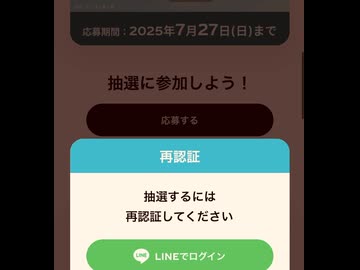 応募期間：2025年7月27日(日)まで
抽選に参加しよう！
応募する
再認証
抽選するには
再認証してください
LINE LINEでログイン